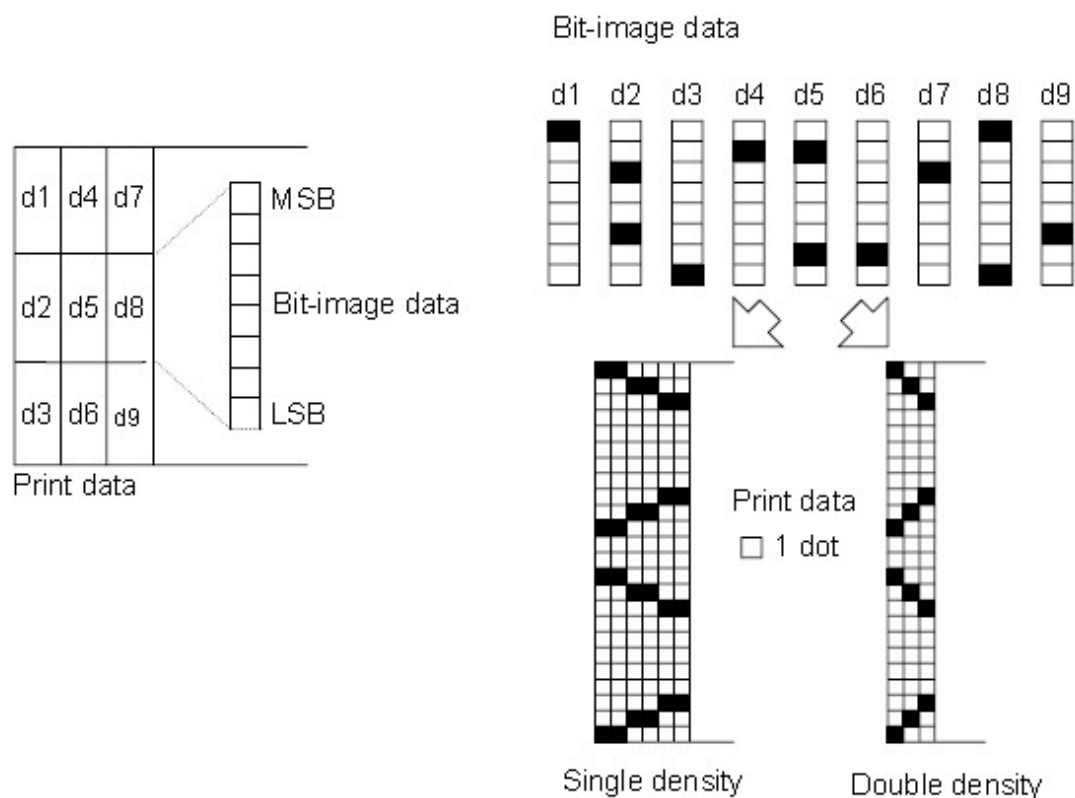 Bit-image data
d1 d2 d3 d4 d5 d6 d7 d8 d9
d1 d4 d7
d2 d5 d8
d3 d6 d9
MSB
Bit-image data
LSB
Print data
Print data
1 dot
Single density
Double density